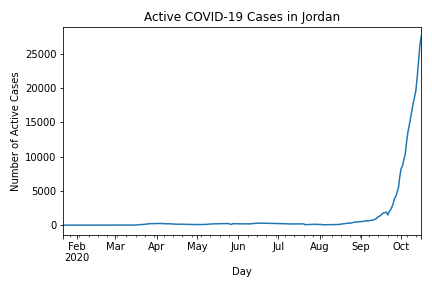 Active COVID-19 Cases in Jordan
Number of Active Cases
25000
20000
15000
10000
5000
0
Feb Mar Apr May Jun Jul Aug Sep Oct
2020
Day